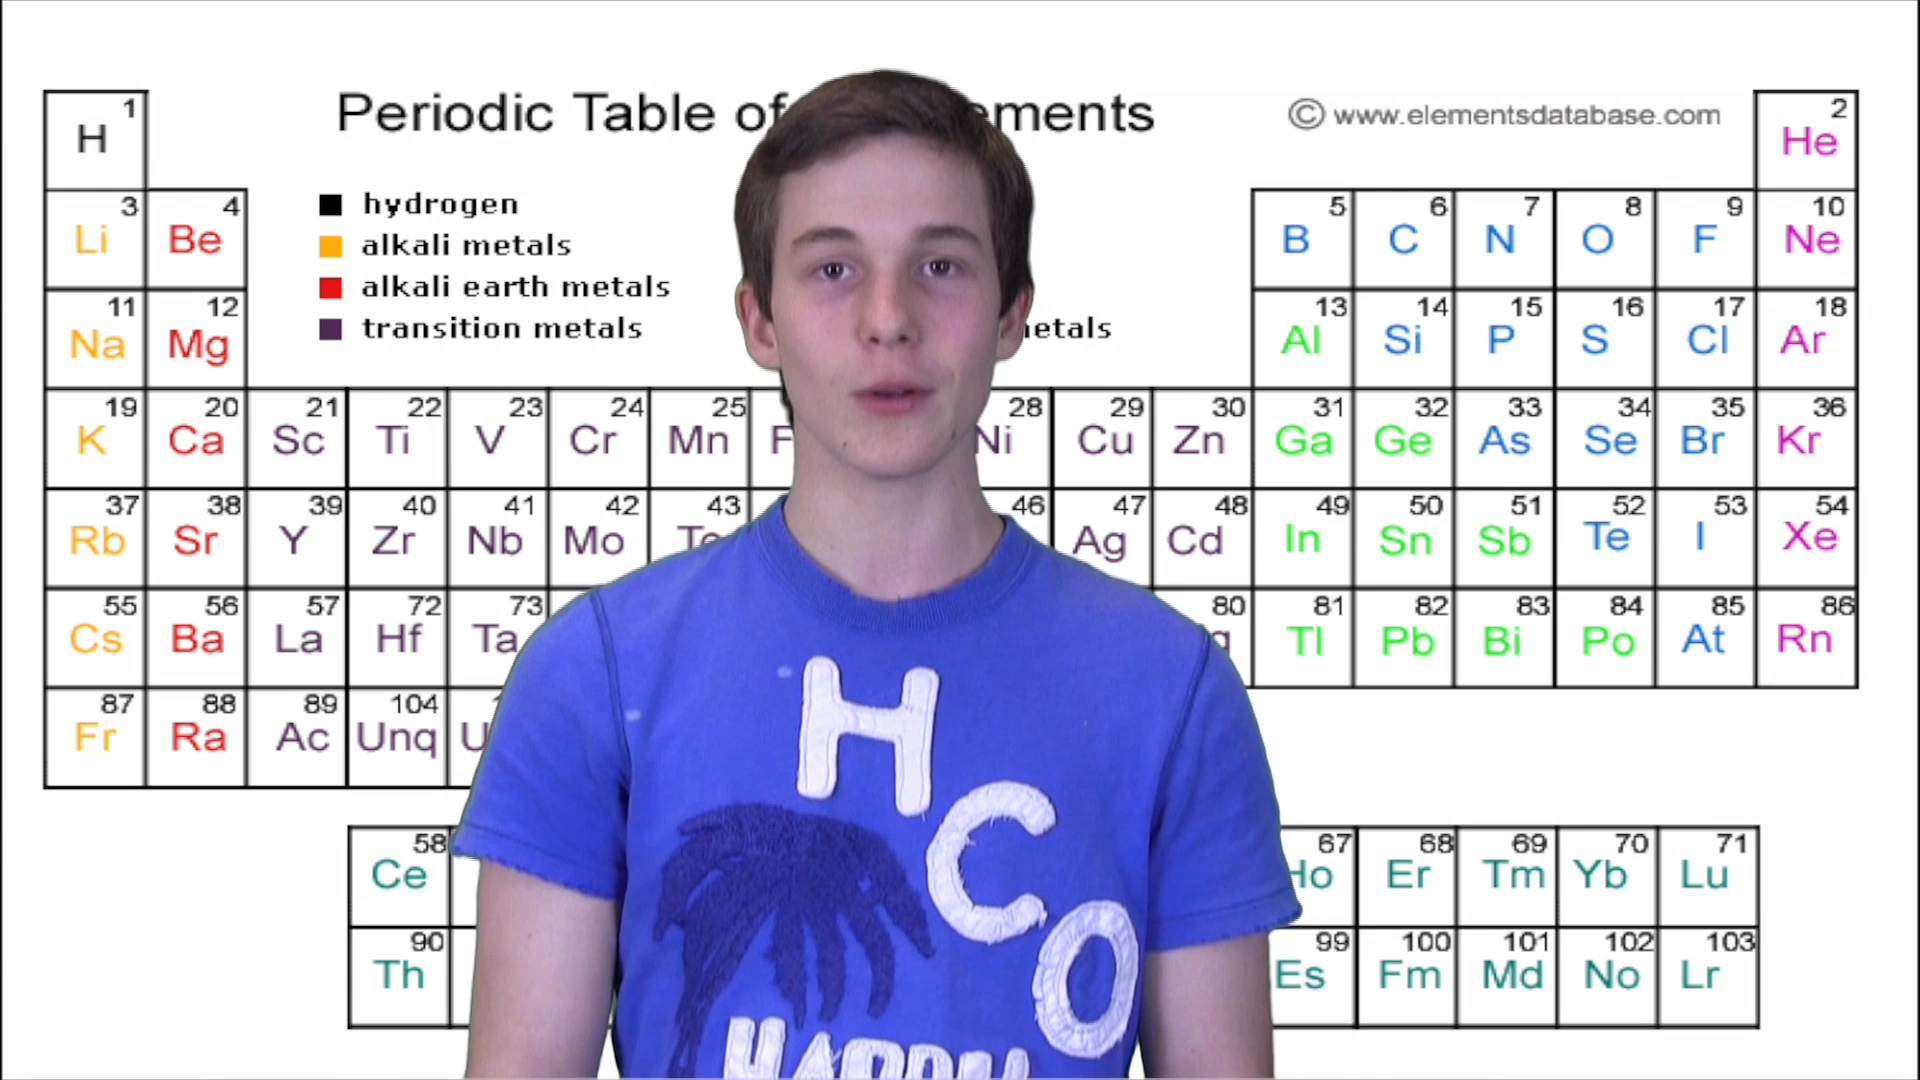 Periodic Table of
© www.elementsdatabase.com
hydrogen
alkali metals
alkali earth metals
transition metals
1 2
H He
3 4 5 6 7 8 9 10
Li Be B C N O F Ne
11 12 13 14 15 16 17 18
Na Mg Al Si P S Cl Ar
19 20 21 22 23 24 25 28 29 30 31 32 33 34 35 36
K Ca Sc Ti V Cr Mn Ni Cu Zn Ga Ge As Se Br Kr
37 38 39 40 41 42 43 46 47 48 49 50 51 52 53 54
Rb Sr Y Zr Nb Mo Ag Cd In Sn Sb Te I Xe
55 56 57 72 73 80 81 82 83 84 85 86
Cs Ba La Hf Ta Tl Pb Bi Po At Rn
87 88 89 104
Fr Ra Ac Unq
58 67 68 69 70 71
Ce Ho Er Tm Yb Lu
90 99 100 101 102 103
Th Es Fm Md No Lr
H
C
O